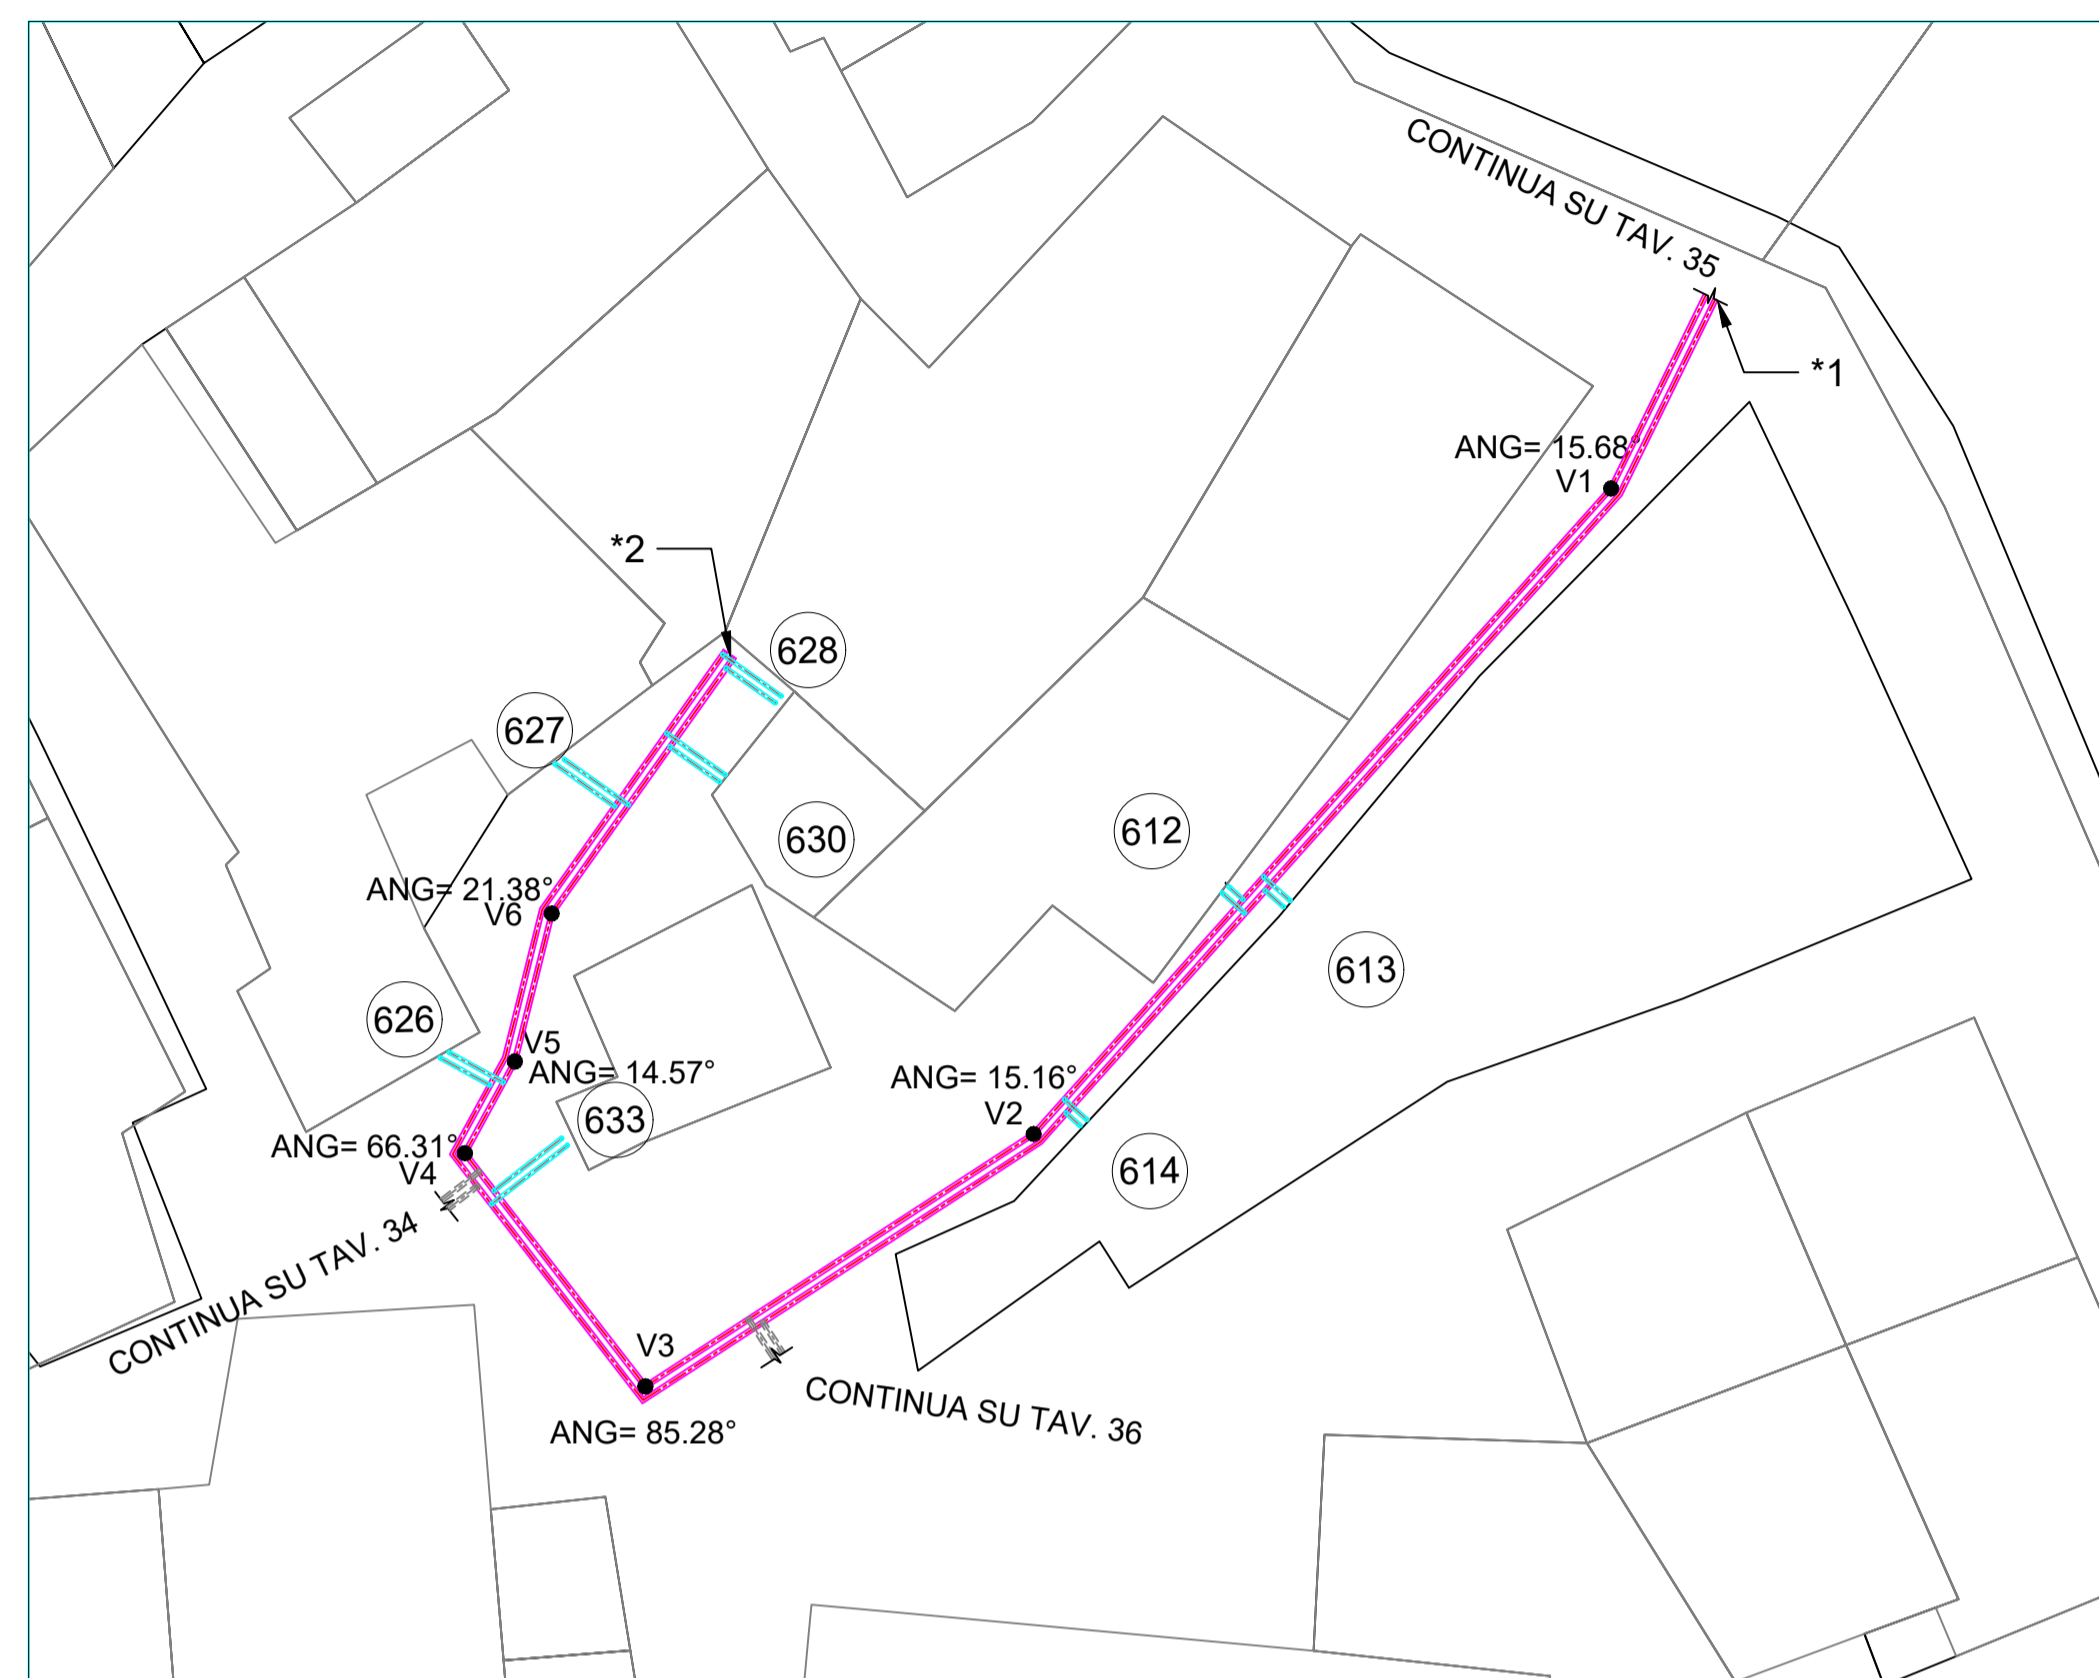 CONTINUA SU TAV. 35
*1
ANG= 15.68°
V1
*2
628
627
630
612
ANG= 21.38°
V6
613
626
V5
ANG= 14.57°
ANG= 15.16°
V2
633
ANG= 66.31°
V4
614
CONTINUA SU TAV. 34
V3
CONTINUA SU TAV. 36
ANG= 85.28°